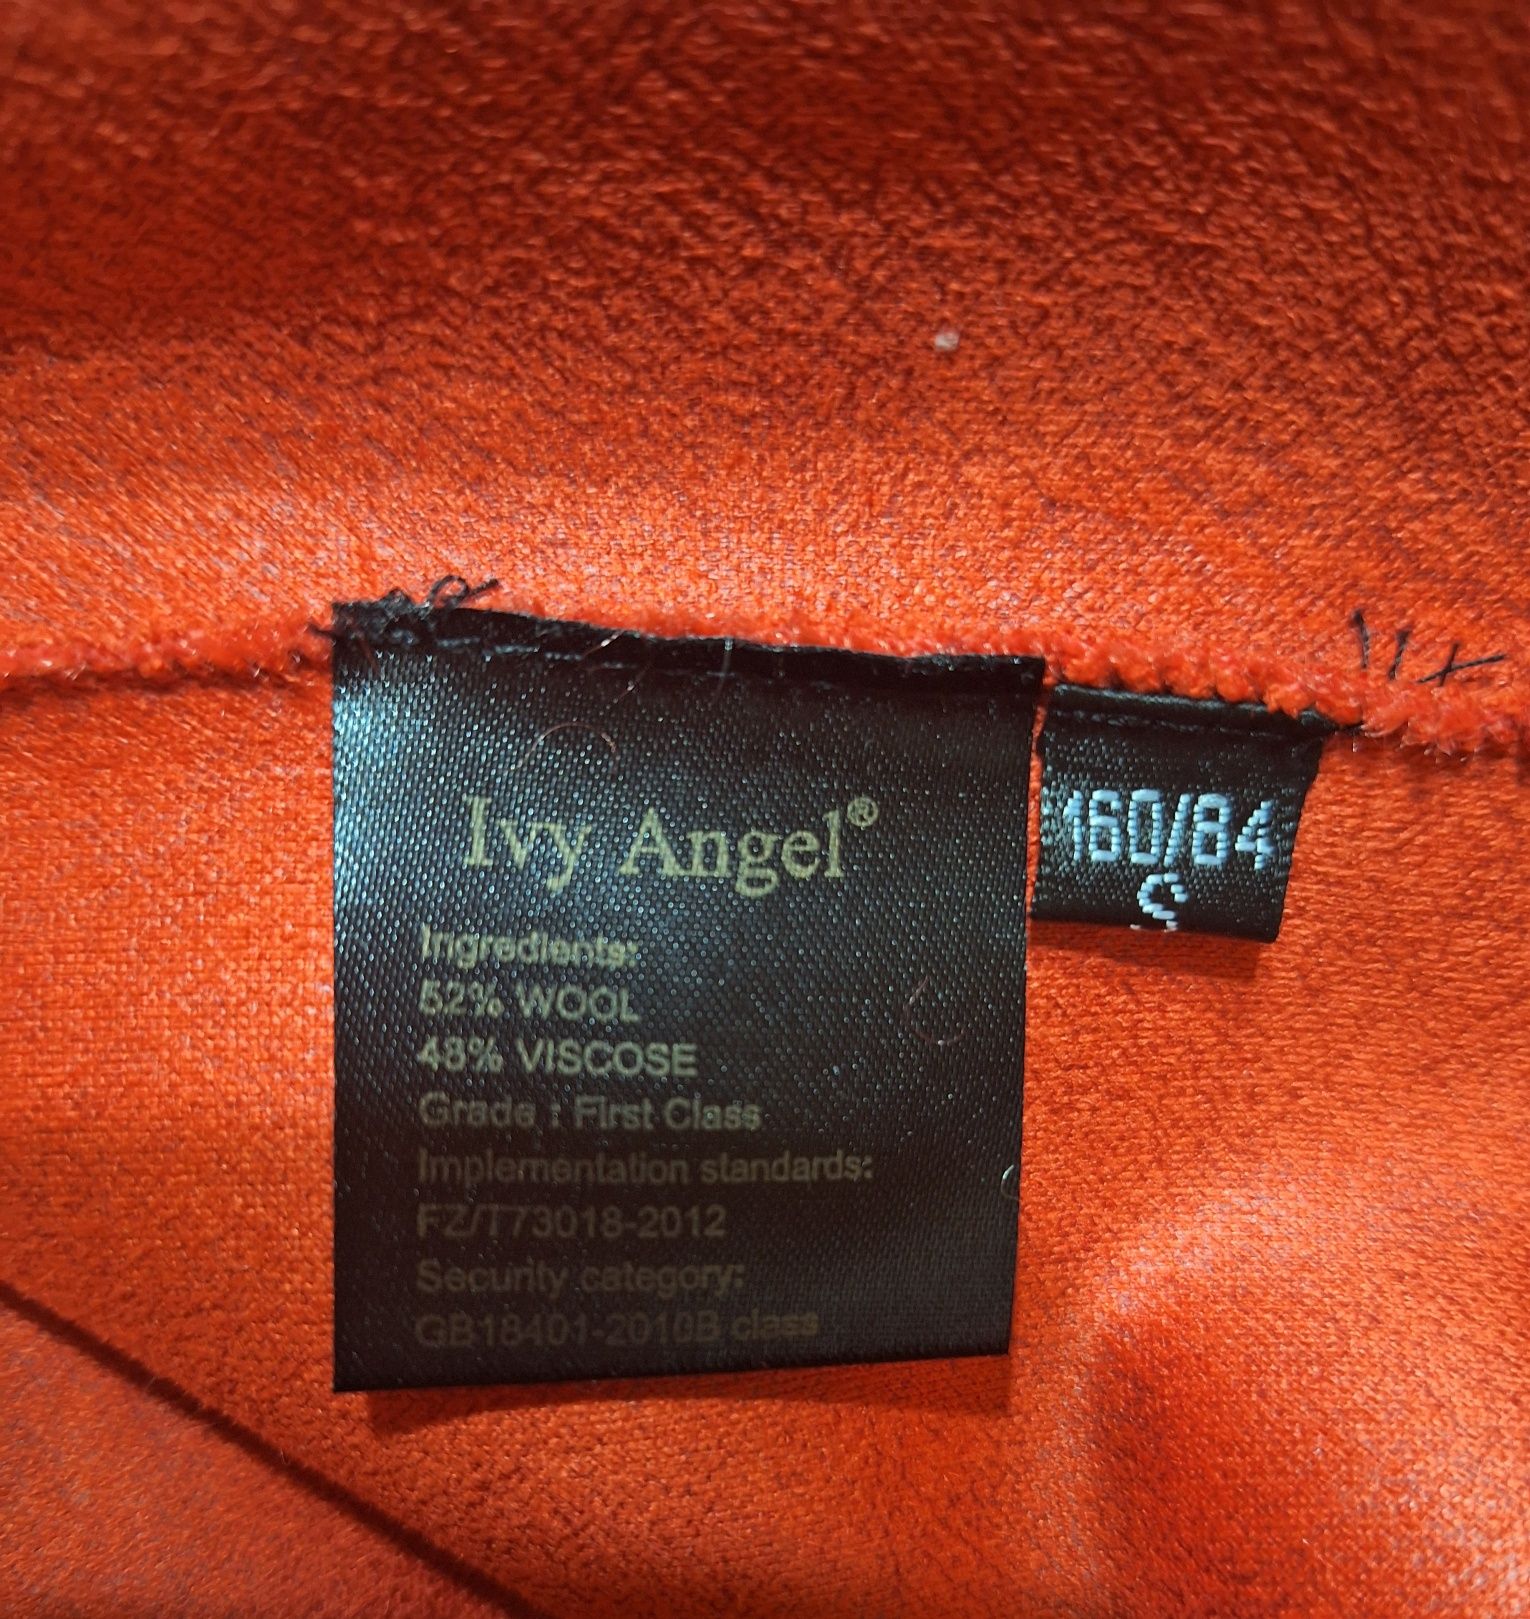 Ivy Angel®
Ingredients:
52% WOOL
48% VISCOSE
Grade : First Class
Implementation standards:
FZ/T73018-2012
Security category:
GB18401-2010B class
160/84
S